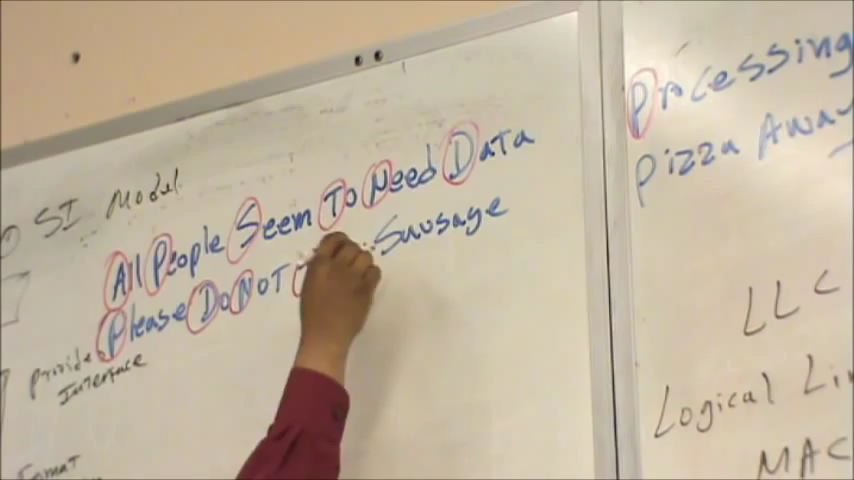 OSI Model
All People Seem To Need Data
Processing
Please Do NoT
Sausage
Pizza Away
Provide
Interface
Format
LLC
Logical Lin
MAC